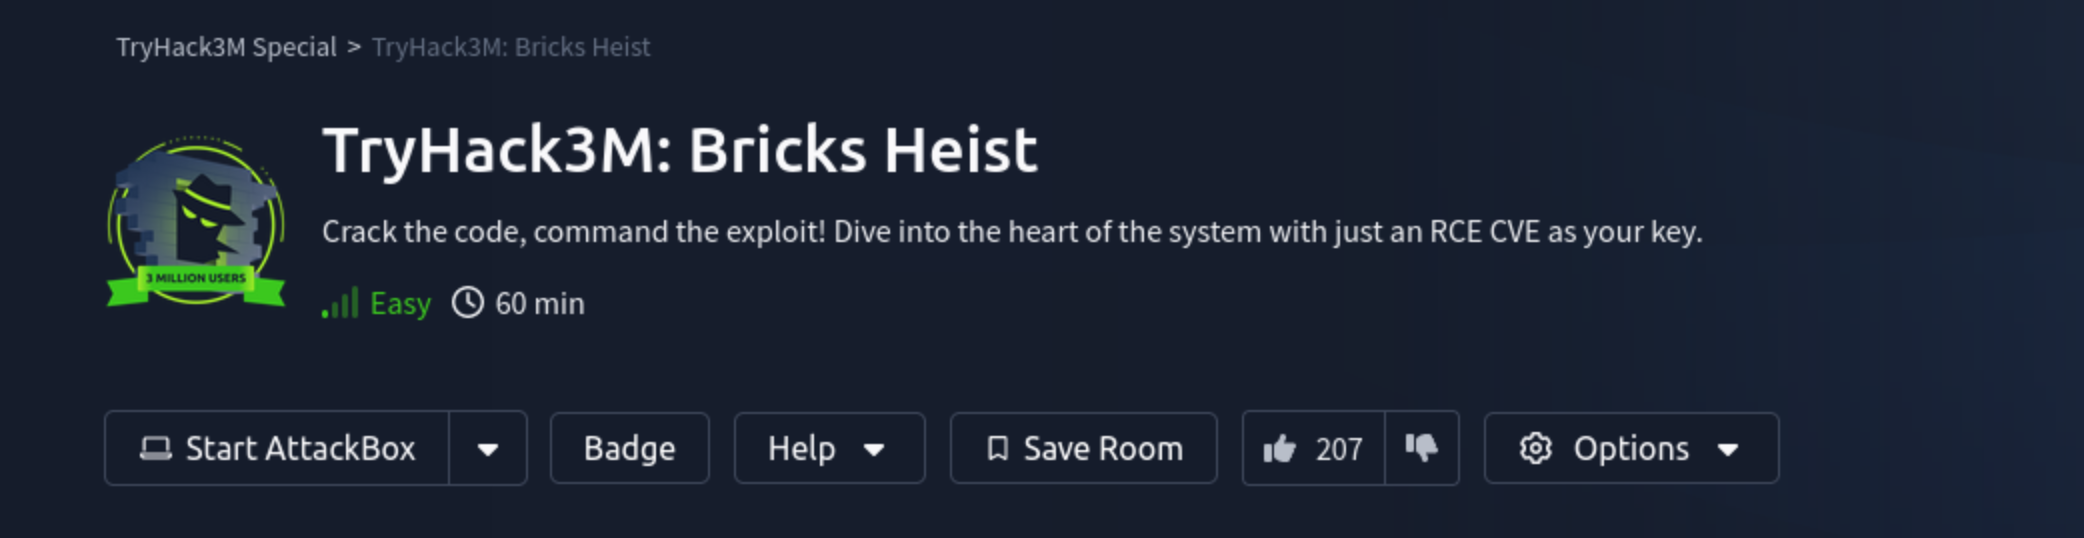 TryHack3M Special > TryHack3M: Bricks Heist
TryHack3M: Bricks Heist
Crack the code, command the exploit! Dive into the heart of the system with just an RCE CVE as your key.
3 MILLION USERS
Easy 60 min
Start AttackBox Badge Help Save Room 207 Options